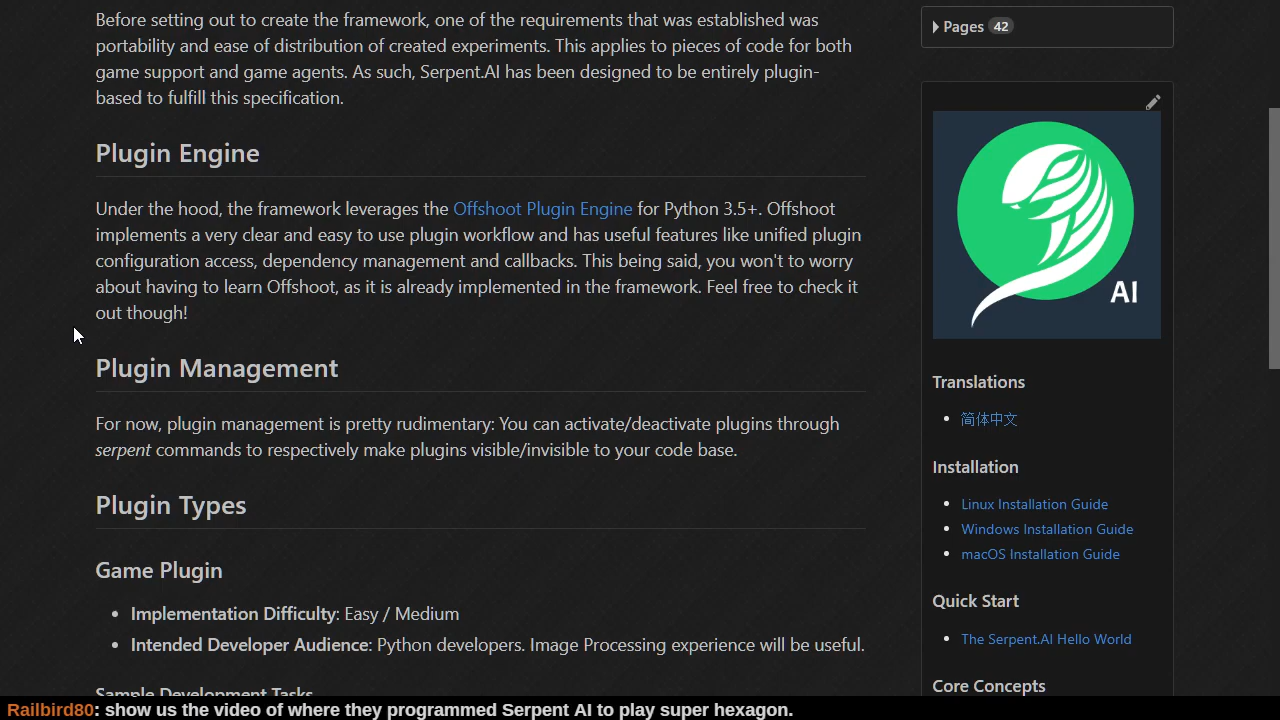 Before setting out to create the framework, one of the requirements that was established was
portability and ease of distribution of created experiments. This applies to pieces of code for both
game support and game agents. As such, Serpent.AI has been designed to be entirely plugin-
based to fulfill this specification.
Plugin Engine
Under the hood, the framework leverages the Offshoot Plugin Engine for Python 3.5+. Offshoot
implements a very clear and easy to use plugin workflow and has useful features like unified plugin
configuration access, dependency management and callbacks. This being said, you won't to worry
about having to learn Offshoot, as it is already implemented in the framework. Feel free to check it
out though!
Plugin Management
For now, plugin management is pretty rudimentary: You can activate/deactivate plugins through
serpent commands to respectively make plugins visible/invisible to your code base.
Plugin Types
Game Plugin
Implementation Difficulty: Easy / Medium
Intended Developer Audience: Python developers. Image Processing experience will be useful.
Sample Development Tasks
Pages 42
AI
Translations
简体中文
Installation
Linux Installation Guide
Windows Installation Guide
macOS Installation Guide
Quick Start
The Serpent.AI Hello World
Core Concepts
Railbird80: show us the video of where they programmed Serpent AI to play super hexagon.